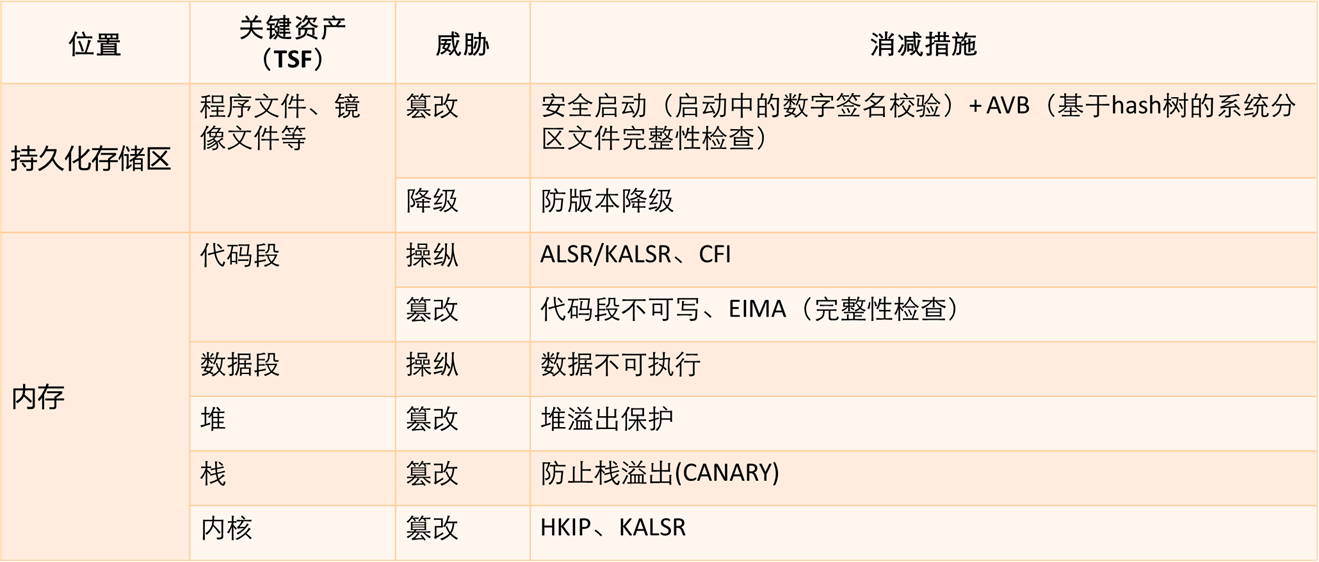 位置
关键资产
（TSF）
威胁
消减措施
持久化存储区
程序文件、镜
像文件等
篡改
安全启动（启动中的数字签名校验）+ AVB（基于hash树的系统分
区文件完整性检查）
降级
防版本降级
内存
代码段
操纵
ALSR/KALSR、CFI
篡改
代码段不可写、EIMA（完整性检查）
数据段
操纵
数据不可执行
堆
篡改
堆溢出保护
栈
篡改
防止栈溢出(CANARY)
内核
篡改
HKIP、KALSR